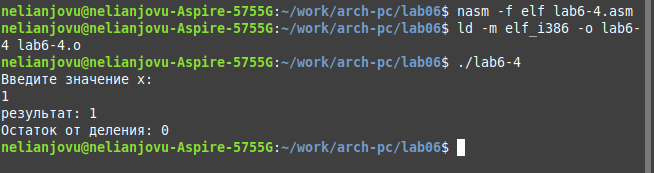 nelianjovu@nelianjovu-Aspire-5755G:~/work/arch-pc/lab06$ nasm -f elf lab6-4.asm
nelianjovu@nelianjovu-Aspire-5755G:~/work/arch-pc/lab06$ ld -m elf_i386 -o lab6-
4 lab6-4.o
nelianjovu@nelianjovu-Aspire-5755G:~/work/arch-pc/lab06$ ./lab6-4
Введите значение x:
1
результат: 1
Остаток от деления: 0
nelianjovu@nelianjovu-Aspire-5755G:~/work/arch-pc/lab06$